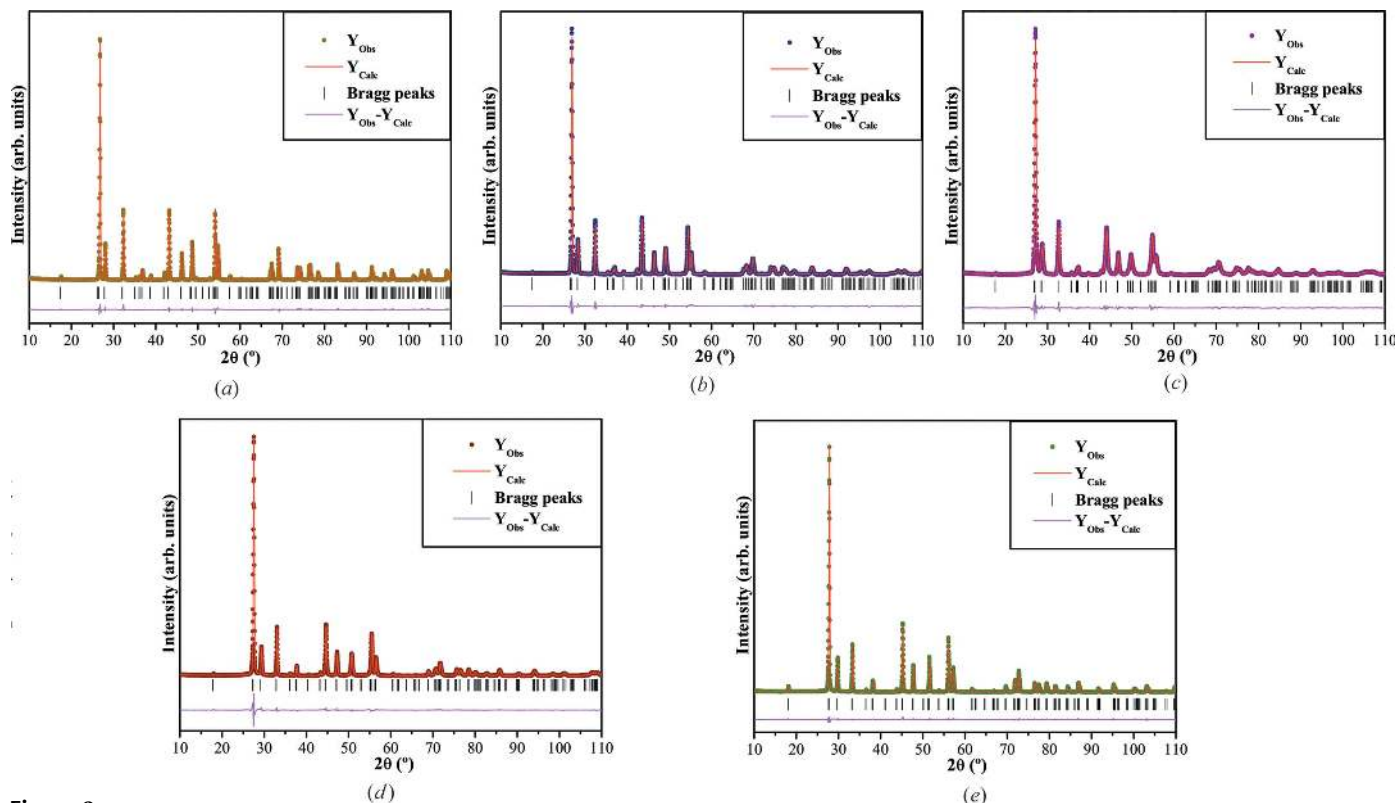 Y_Obs
Y_Calc
Bragg peaks
Y_Obs-Y_Calc
Intensity (arb. units)
10 20 30 40 50 60 70 80 90 100 110
2θ (º)
(a)
Y_Obs
Y_Calc
Bragg peaks
Y_Obs-Y_Calc
Intensity (arb. units)
10 20 30 40 50 60 70 80 90 100 110
2θ (º)
(b)
Y_Obs
Y_Calc
Bragg peaks
Y_Obs-Y_Calc
Intensity (arb. units)
10 20 30 40 50 60 70 80 90 100 110
2θ (º)
(c)
Y_Obs
Y_Calc
Bragg peaks
Y_Obs-Y_Calc
Intensity (arb. units)
10 20 30 40 50 60 70 80 90 100 110
2θ (º)
(d)
Y_Obs
Y_Calc
Bragg peaks
Y_Obs-Y_Calc
Intensity (arb. units)
10 20 30 40 50 60 70 80 90 100 110
2θ (º)
(e)